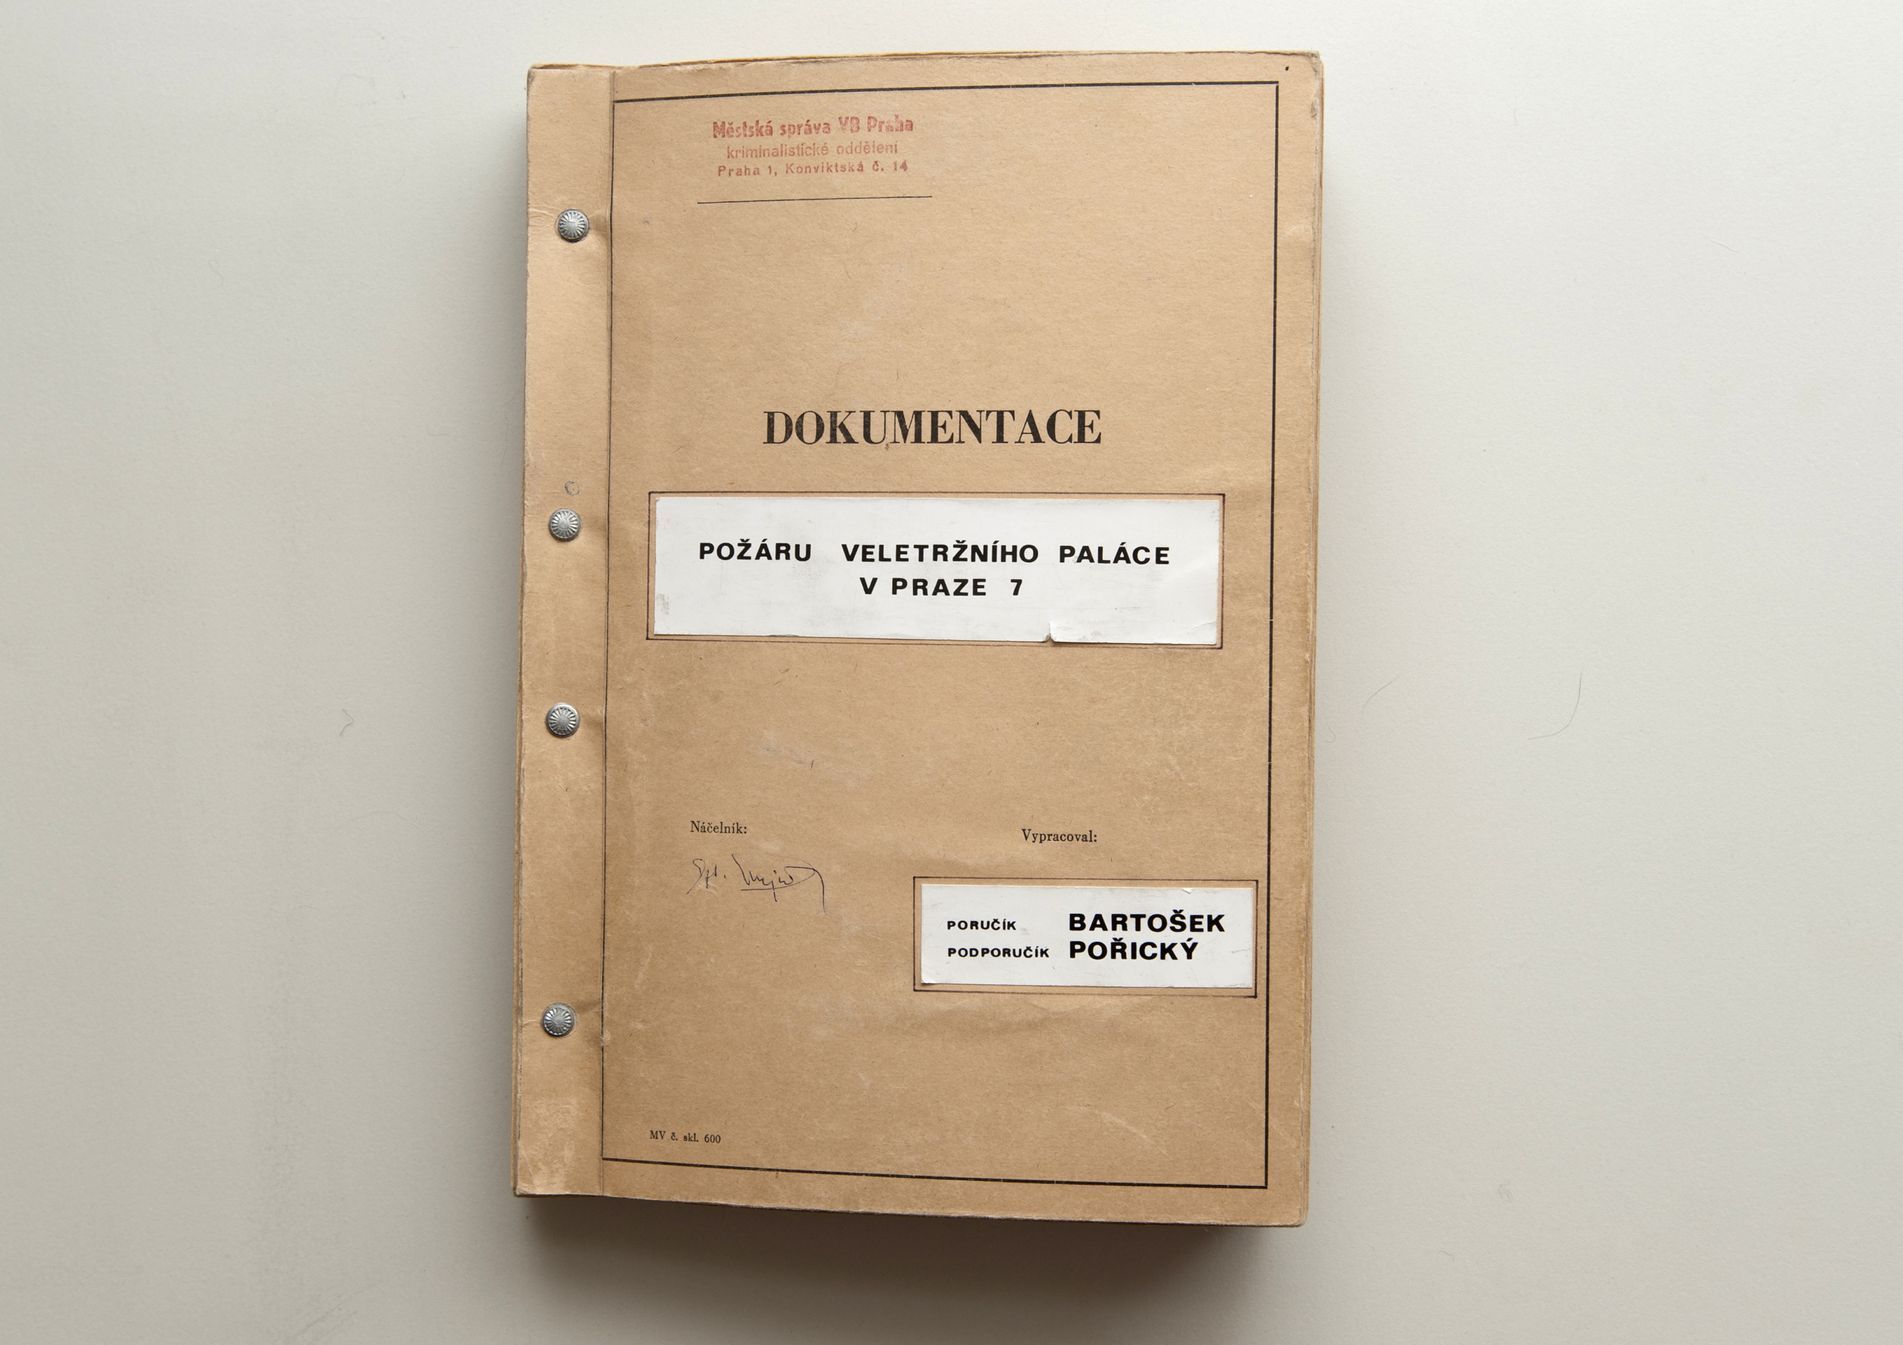 Městská správa VB Praha
kriminalistické oddělení
Praha 1, Konviktská č. 14
DOKUMENTACE
POŽÁRU VELETRŽNÍHO PALÁCE
V PRAZE 7
Náčelník:
Vypracoval:
PORUČÍK BARTOŠEK
PODPORUČÍK POŘICKÝ
MV č. skl. 600